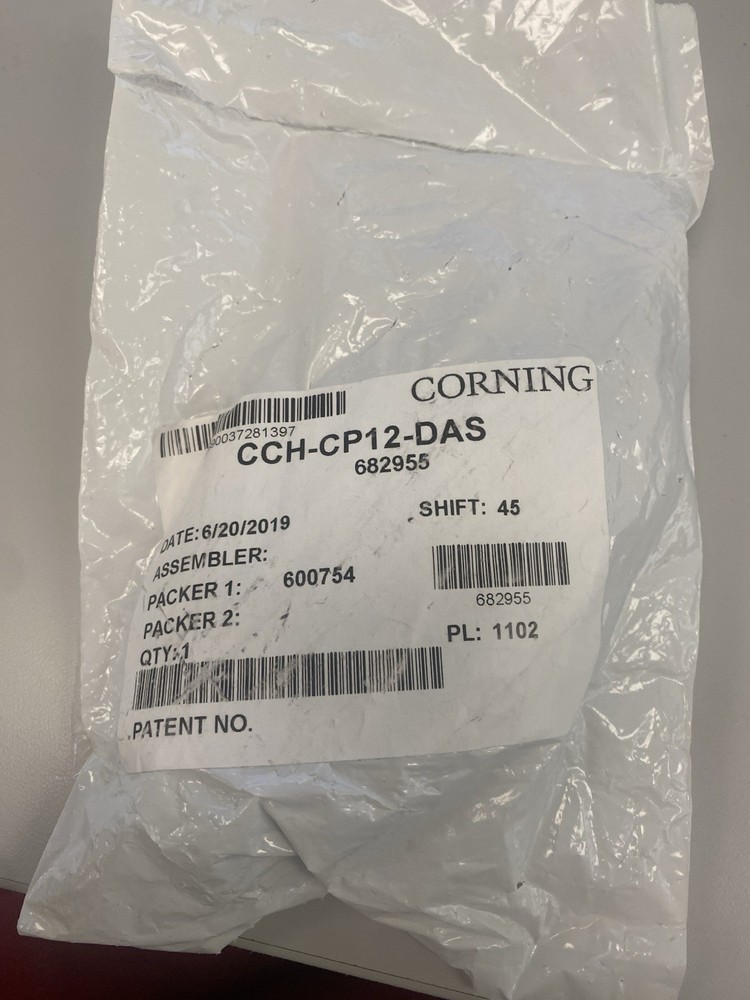 CORNING
0037281397
CCH-CP12-DAS
682955
DATE: 6/20/2019
SHIFT: 45
ASSEMBLER:
PACKER 1: 600754
682955
PACKER 2:
PL: 1102
QTY: 1
PATENT NO.